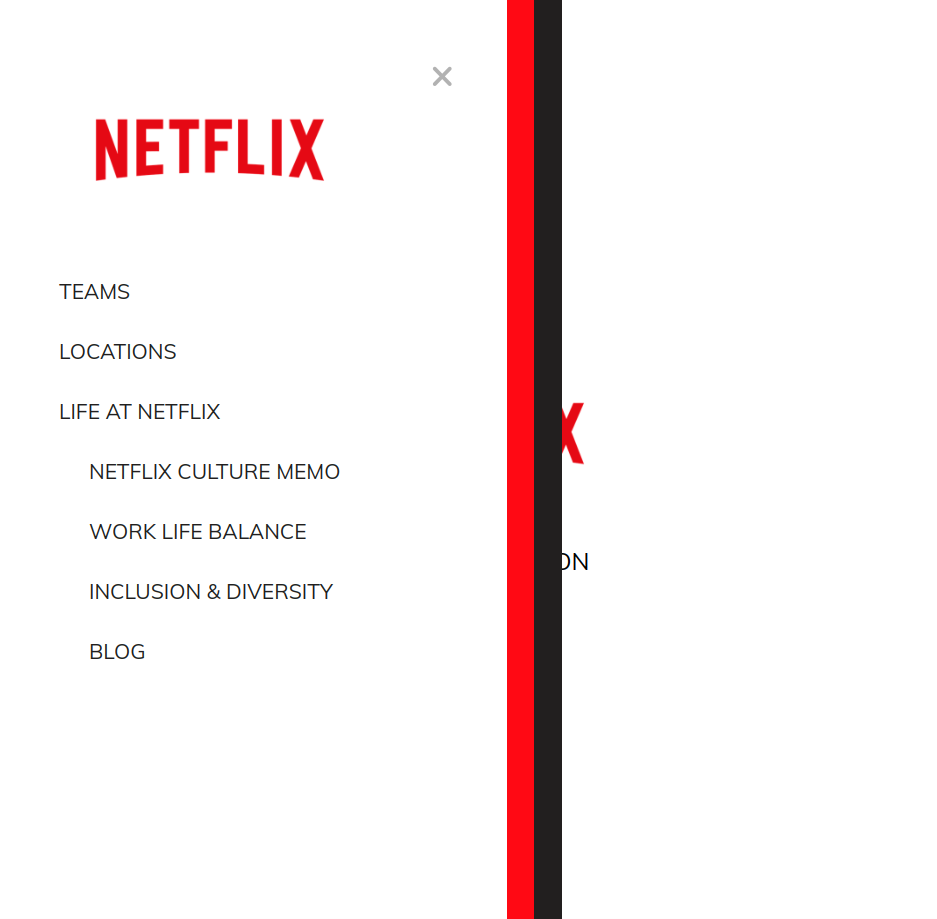 NETFLIX
TEAMS
LOCATIONS
LIFE AT NETFLIX
NETFLIX CULTURE MEMO
WORK LIFE BALANCE
INCLUSION & DIVERSITY
BLOG
X
ON